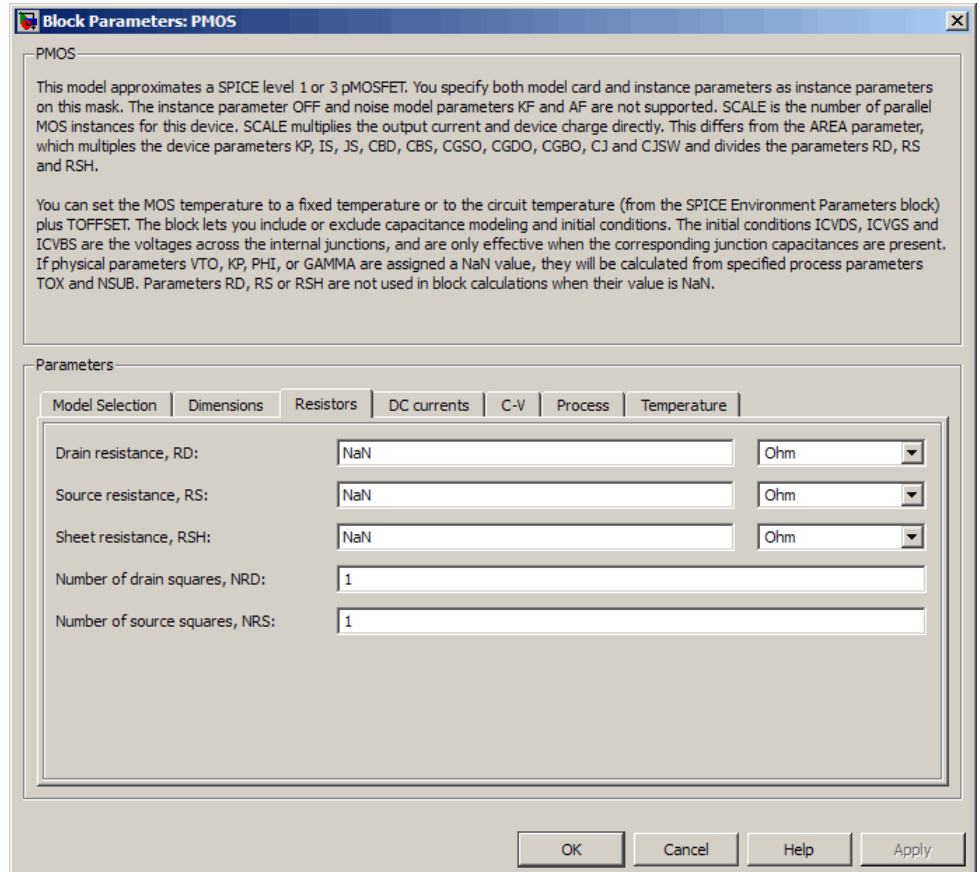 Block Parameters: PMOS
PMOS
This model approximates a SPICE level 1 or 3 pMOSFET. You specify both model card and instance parameters as instance parameters
on this mask. The instance parameter OFF and noise model parameters KF and AF are not supported. SCALE is the number of parallel
MOS instances for this device. SCALE multiplies the output current and device charge directly. This differs from the AREA parameter,
which multiples the device parameters KP, IS, JS, CBD, CBS, CGSO, CGDO, CGBO, CJ and CJSW and divides the parameters RD, RS
and RSH.
You can set the MOS temperature to a fixed temperature or to the circuit temperature (from the SPICE Environment Parameters block)
plus TOFFSET. The block lets you include or exclude capacitance modeling and initial conditions. The initial conditions ICVDS, ICVGS and
ICVBS are the voltages across the internal junctions, and are only effective when the corresponding junction capacitances are present.
If physical parameters VTO, KP, PHI, or GAMMA are assigned a NaN value, they will be calculated from specified process parameters
TOX and NSUB. Parameters RD, RS or RSH are not used in block calculations when their value is NaN.
Parameters
Model Selection Dimensions Resistors DC currents C-V Process Temperature
Drain resistance, RD: NaN Ohm
Source resistance, RS: NaN Ohm
Sheet resistance, RSH: NaN Ohm
Number of drain squares, NRD: 1
Number of source squares, NRS: 1
OK Cancel Help Apply